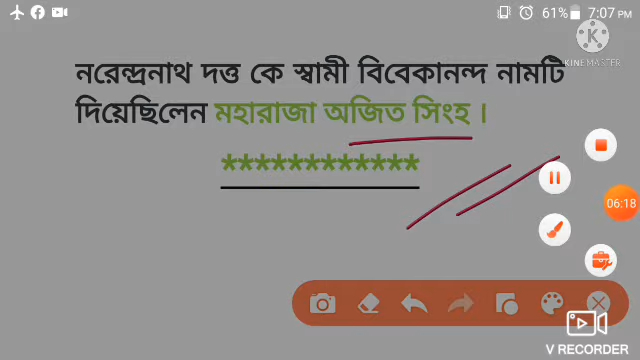 61% 7:07 PM
KINEMASTER
নরেন্দ্রনাথ দত্ত কে স্বামী বিবেকানন্দ নামটি
দিয়েছিলেন মহারাজা অজিত সিংহ ।
************
06:18
V RECORDER